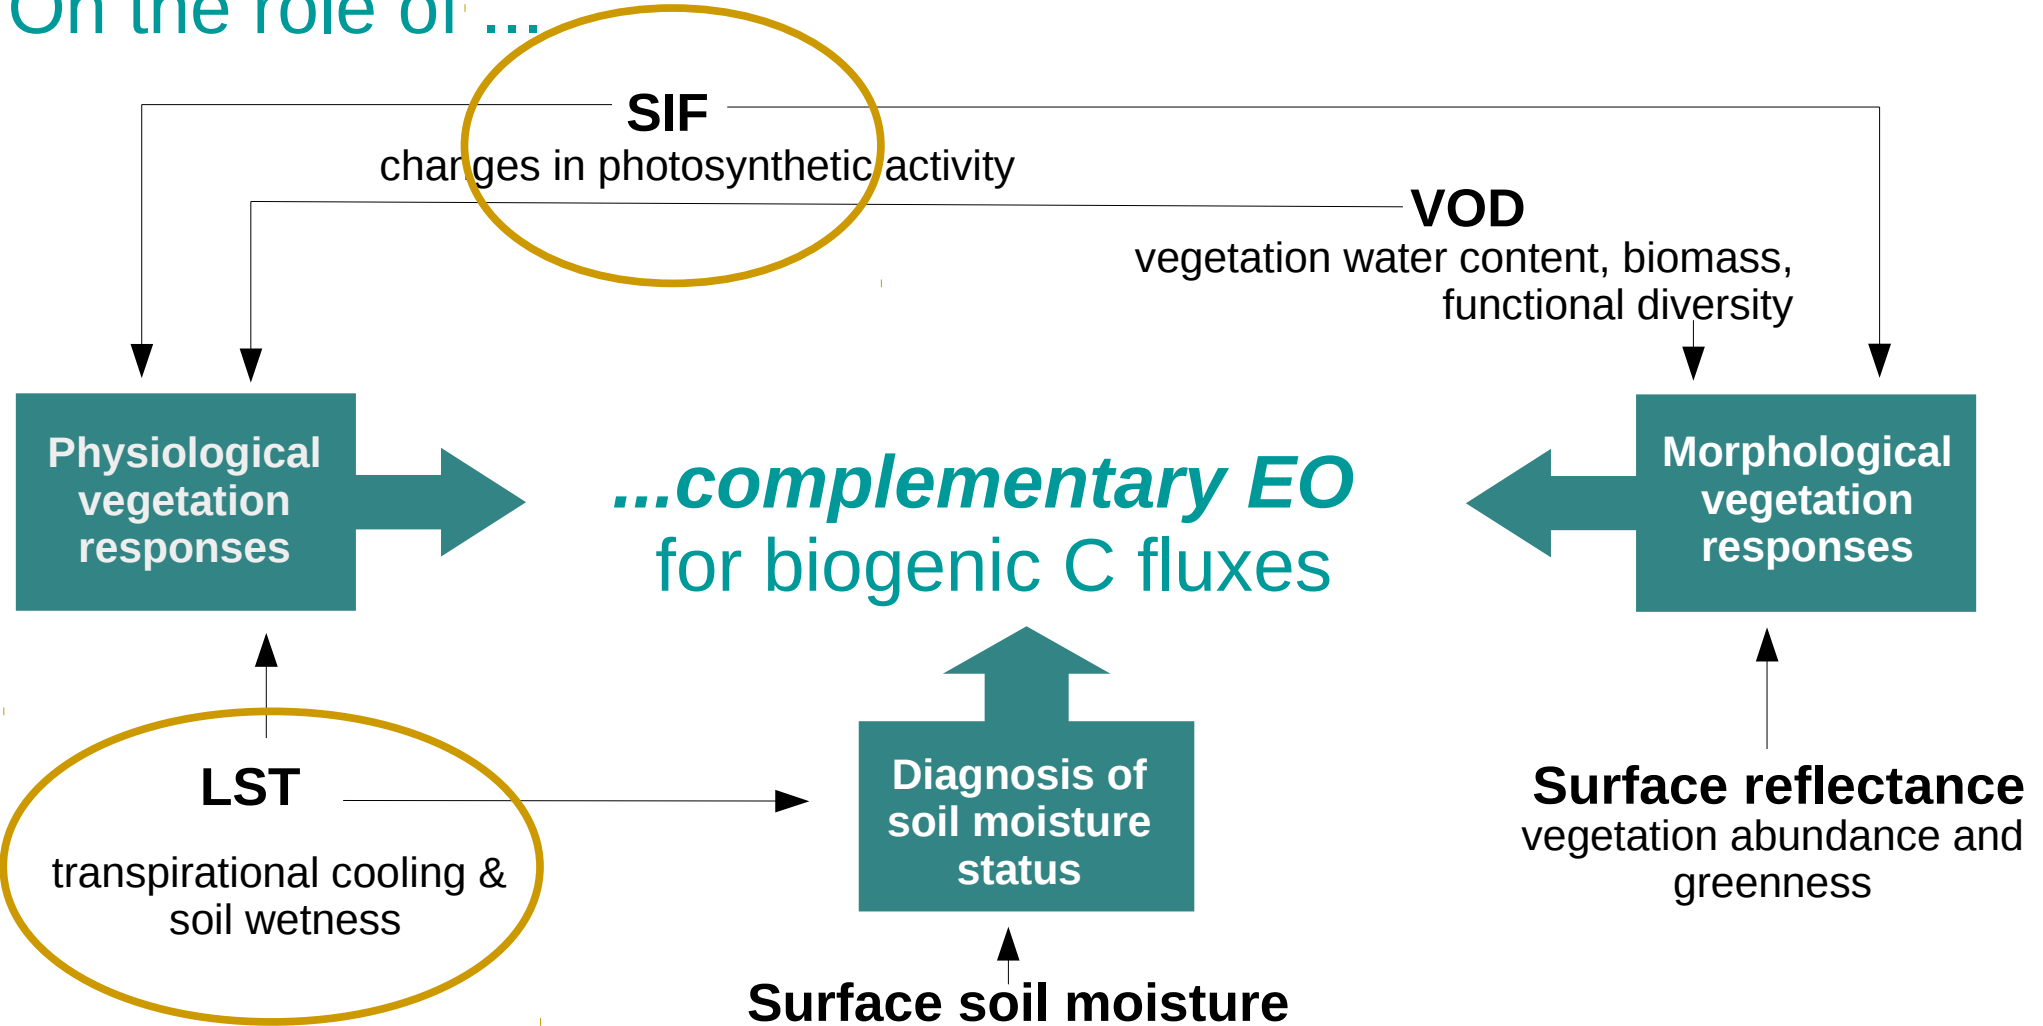 On the role of ...
SIF
changes in photosynthetic activity
VOD
vegetation water content, biomass,
functional diversity
Physiological
vegetation
responses
...complementary EO
for biogenic C fluxes
Morphological
vegetation
responses
LST
transpirational cooling &
soil wetness
Diagnosis of
soil moisture
status
Surface reflectance
vegetation abundance and
greenness
Surface soil moisture